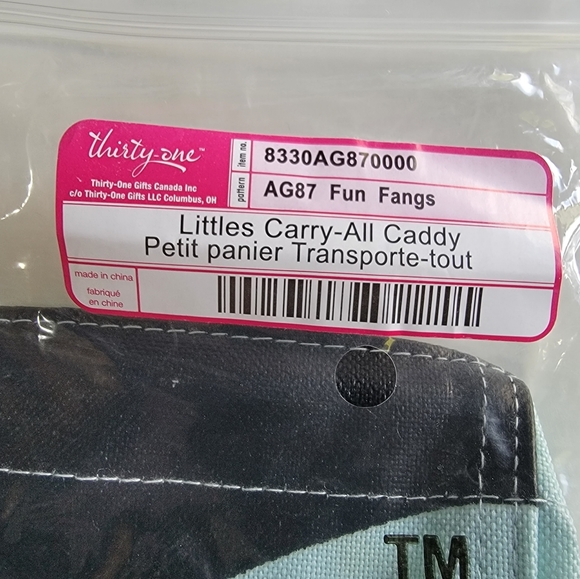 thirty-one™
Thirty-One Gifts Canada Inc
c/o Thirty-One Gifts LLC Columbus, OH
item no.
8330AG870000
pattern
AG87 Fun Fangs
Littles Carry-All Caddy
Petit panier Transporte-tout
made in china
fabriqué
en chine
TM